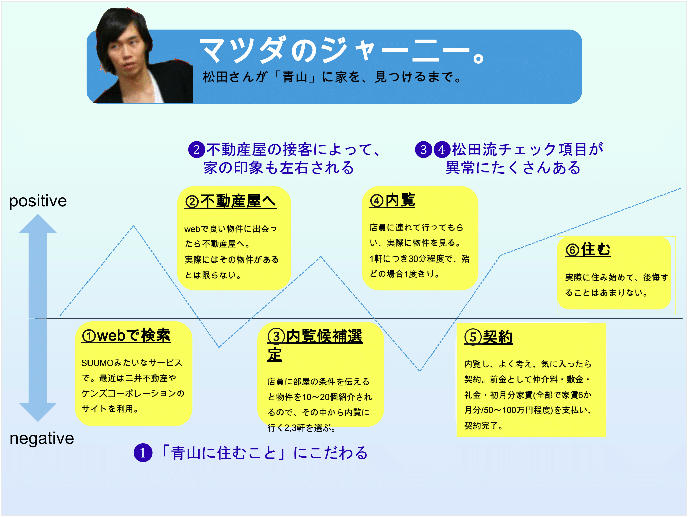 マツダのジャーニー。
松田さんが「青山」に家を、見つけるまで。
❷不動産屋の接客によって、
家の印象も左右される
❸❹松田流チェック項目が
異常にたくさんある
positive
②不動産屋へ
webで良い物件に出会っ
たら不動産屋へ。
実際にはその物件がある
とは限らない。
④内覧
店員に連れて行ってもら
い、実際に物件を見る。
1軒につき30分程度で、殆
どの場合1度きり。
⑥住む
実際に住み始めて、後悔す
ることはあまりない。
①webで検索
SUUMOみたいなサービス
で。最近は三井不動産や
ケンズコーポレーションの
サイトを利用。
③内覧候補選
定
店員に部屋の条件を伝える
と物件を10〜20個紹介され
るので、その中から内覧に
行く2,3軒を選ぶ。
⑤契約
内覧し、よく考え、気に入ったら
契約。前金として仲介料・敷金・
礼金・初月分家賃(全部で家賃6か
月分/50〜100万円程度)を支払い、
契約完了。
negative
❶「青山に住むこと」にこだわる